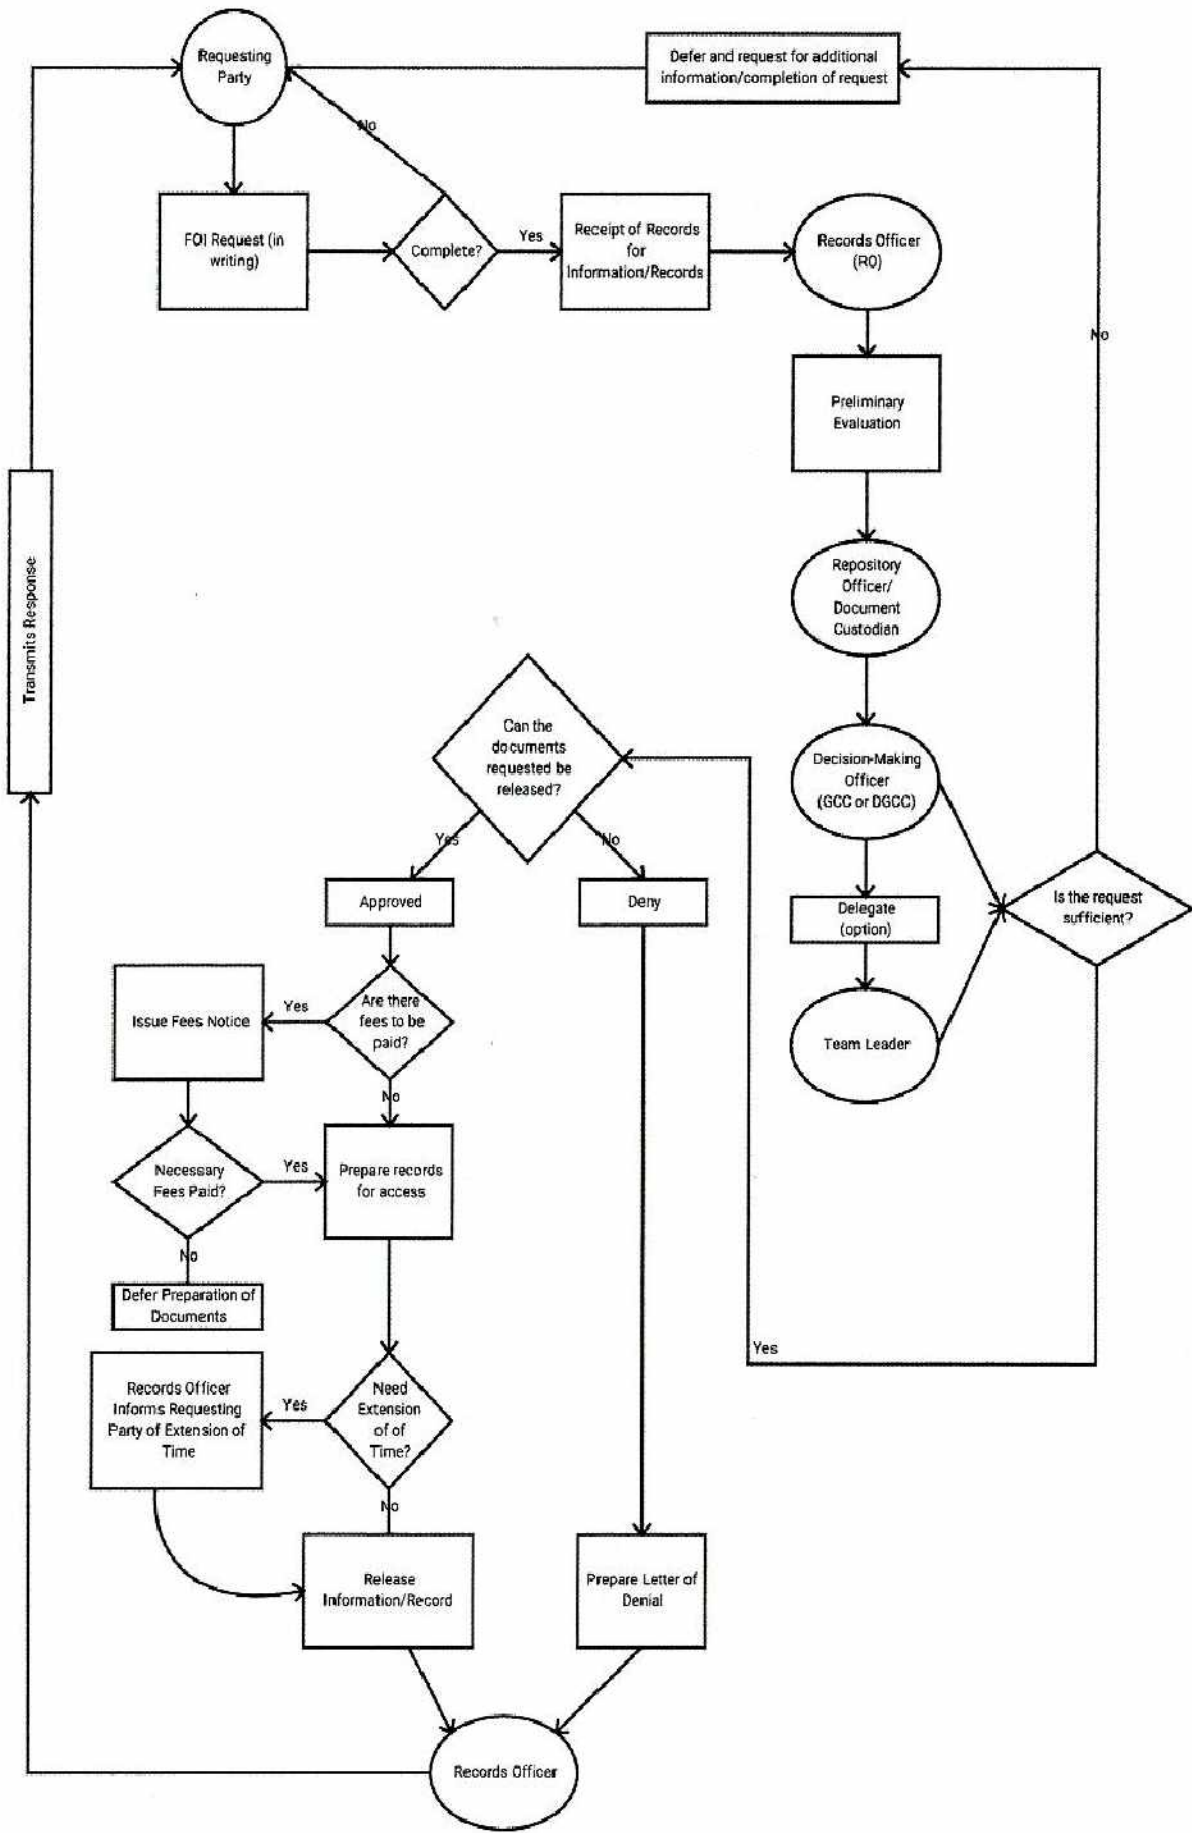 Requesting
Party
Defer and request for additional
information/completion of request
No
FOI Request (in
writing)
Complete?
Yes
Receipt of Records
for
Information/Records
Records Officer
(RO)
No
Preliminary
Evaluation
Transmits Response
Repository
Officer/
Document
Custodian
Can the
documents
requested be
released?
Decision-Making
Officer
(GCC or DGCC)
Yes
No
Approved
Deny
Delegate
(option)
Is the request
sufficient?
Issue Fees Notice
Yes
Are there
fees to be
paid?
Team Leader
No
Necessary
Fees Paid?
Yes
Prepare records
for access
No
Defer Preparation of
Documents
Yes
Records Officer
Informs Requesting
Party of Extension of
Time
Yes
Need
Extension
of of
Time?
No
Release
Information/Record
Prepare Letter of
Denial
Records Officer